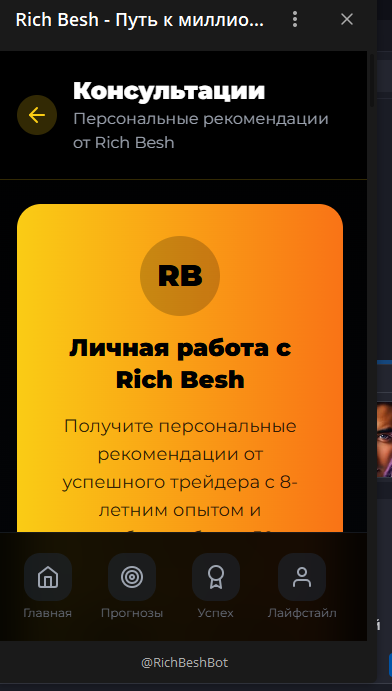 Rich Besh - Путь к миллио...
Консультации
Персональные рекомендации
от Rich Besh
RB
Личная работа с
Rich Besh
Получите персональные
рекомендации от
успешного трейдера с 8-
летним опытом и
Главная
Прогнозы
Успех
Лайфстайл
@RichBeshBot